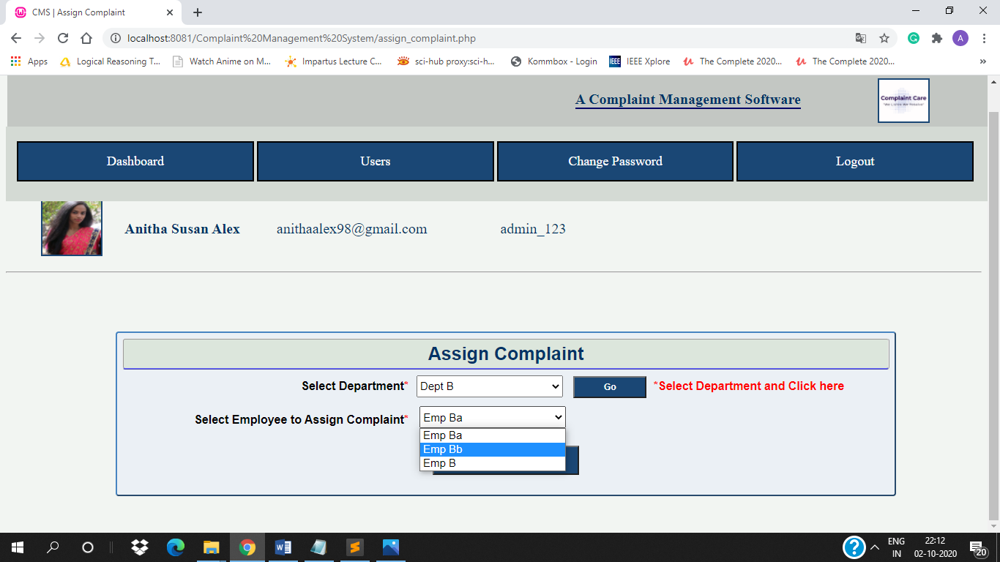 CMS | Assign Complaint
localhost:8081/Complaint%20Management%20System/assign_complaint.php
A
Apps Logical Reasoning T... Watch Anime on M... Impartus Lecture C... sci-hub proxy:sci-h... Kommbox - Login IEEE IEEE Xplore The Complete 2020... The Complete 2020... »
A Complaint Management Software
Complaint Care
Dashboard Users Change Password Logout
Anitha Susan Alex anithaalex98@gmail.com admin_123
Assign Complaint
Select Department* Dept B Go *Select Department and Click here
Select Employee to Assign Complaint* Emp Ba
Emp Ba
Emp Bb
Emp B
ENG 22:12
IN 02-10-2020 20